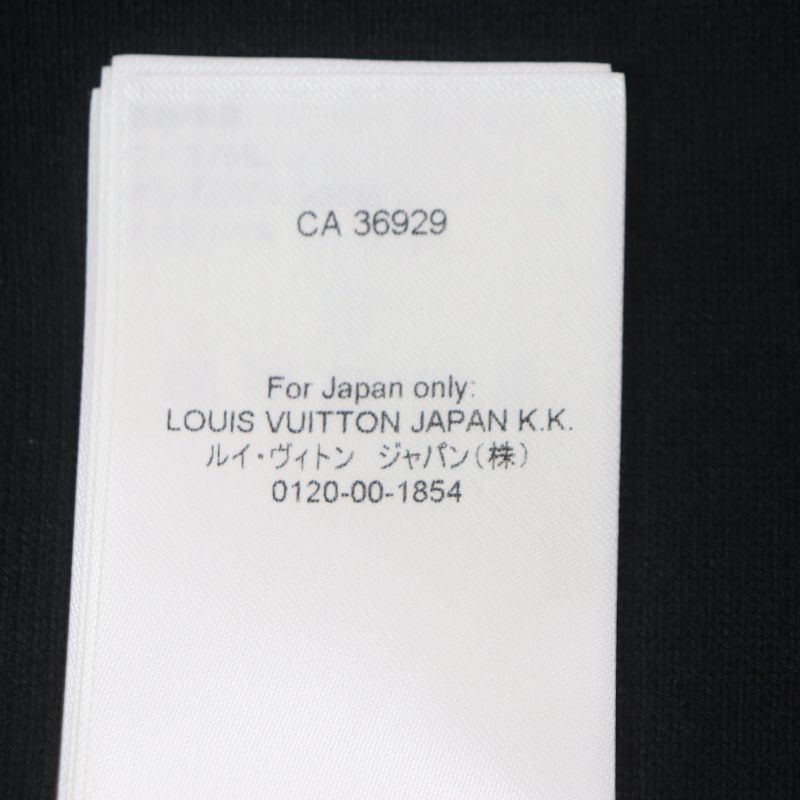 CA 36929
For Japan only:
LOUIS VUITTON JAPAN K.K.
ルイ・ヴィトン　ジャパン(株)
0120-00-1854